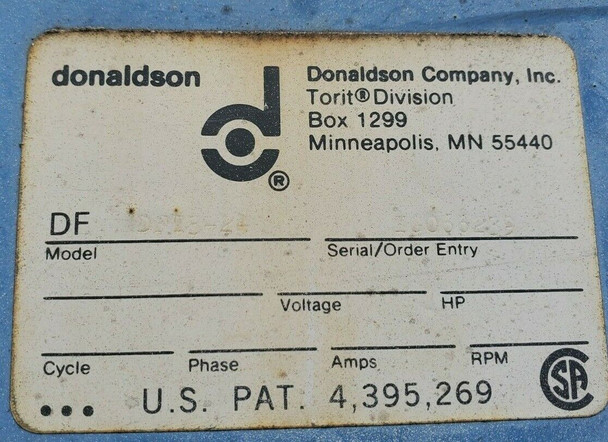 donaldson
Donaldson Company, Inc.
Torit® Division
Box 1299
Minneapolis, MN 55440
®
DF
Model
Serial/Order Entry
Voltage
HP
Cycle
Phase
Amps
RPM
... U.S. PAT. 4,395,269
CSA